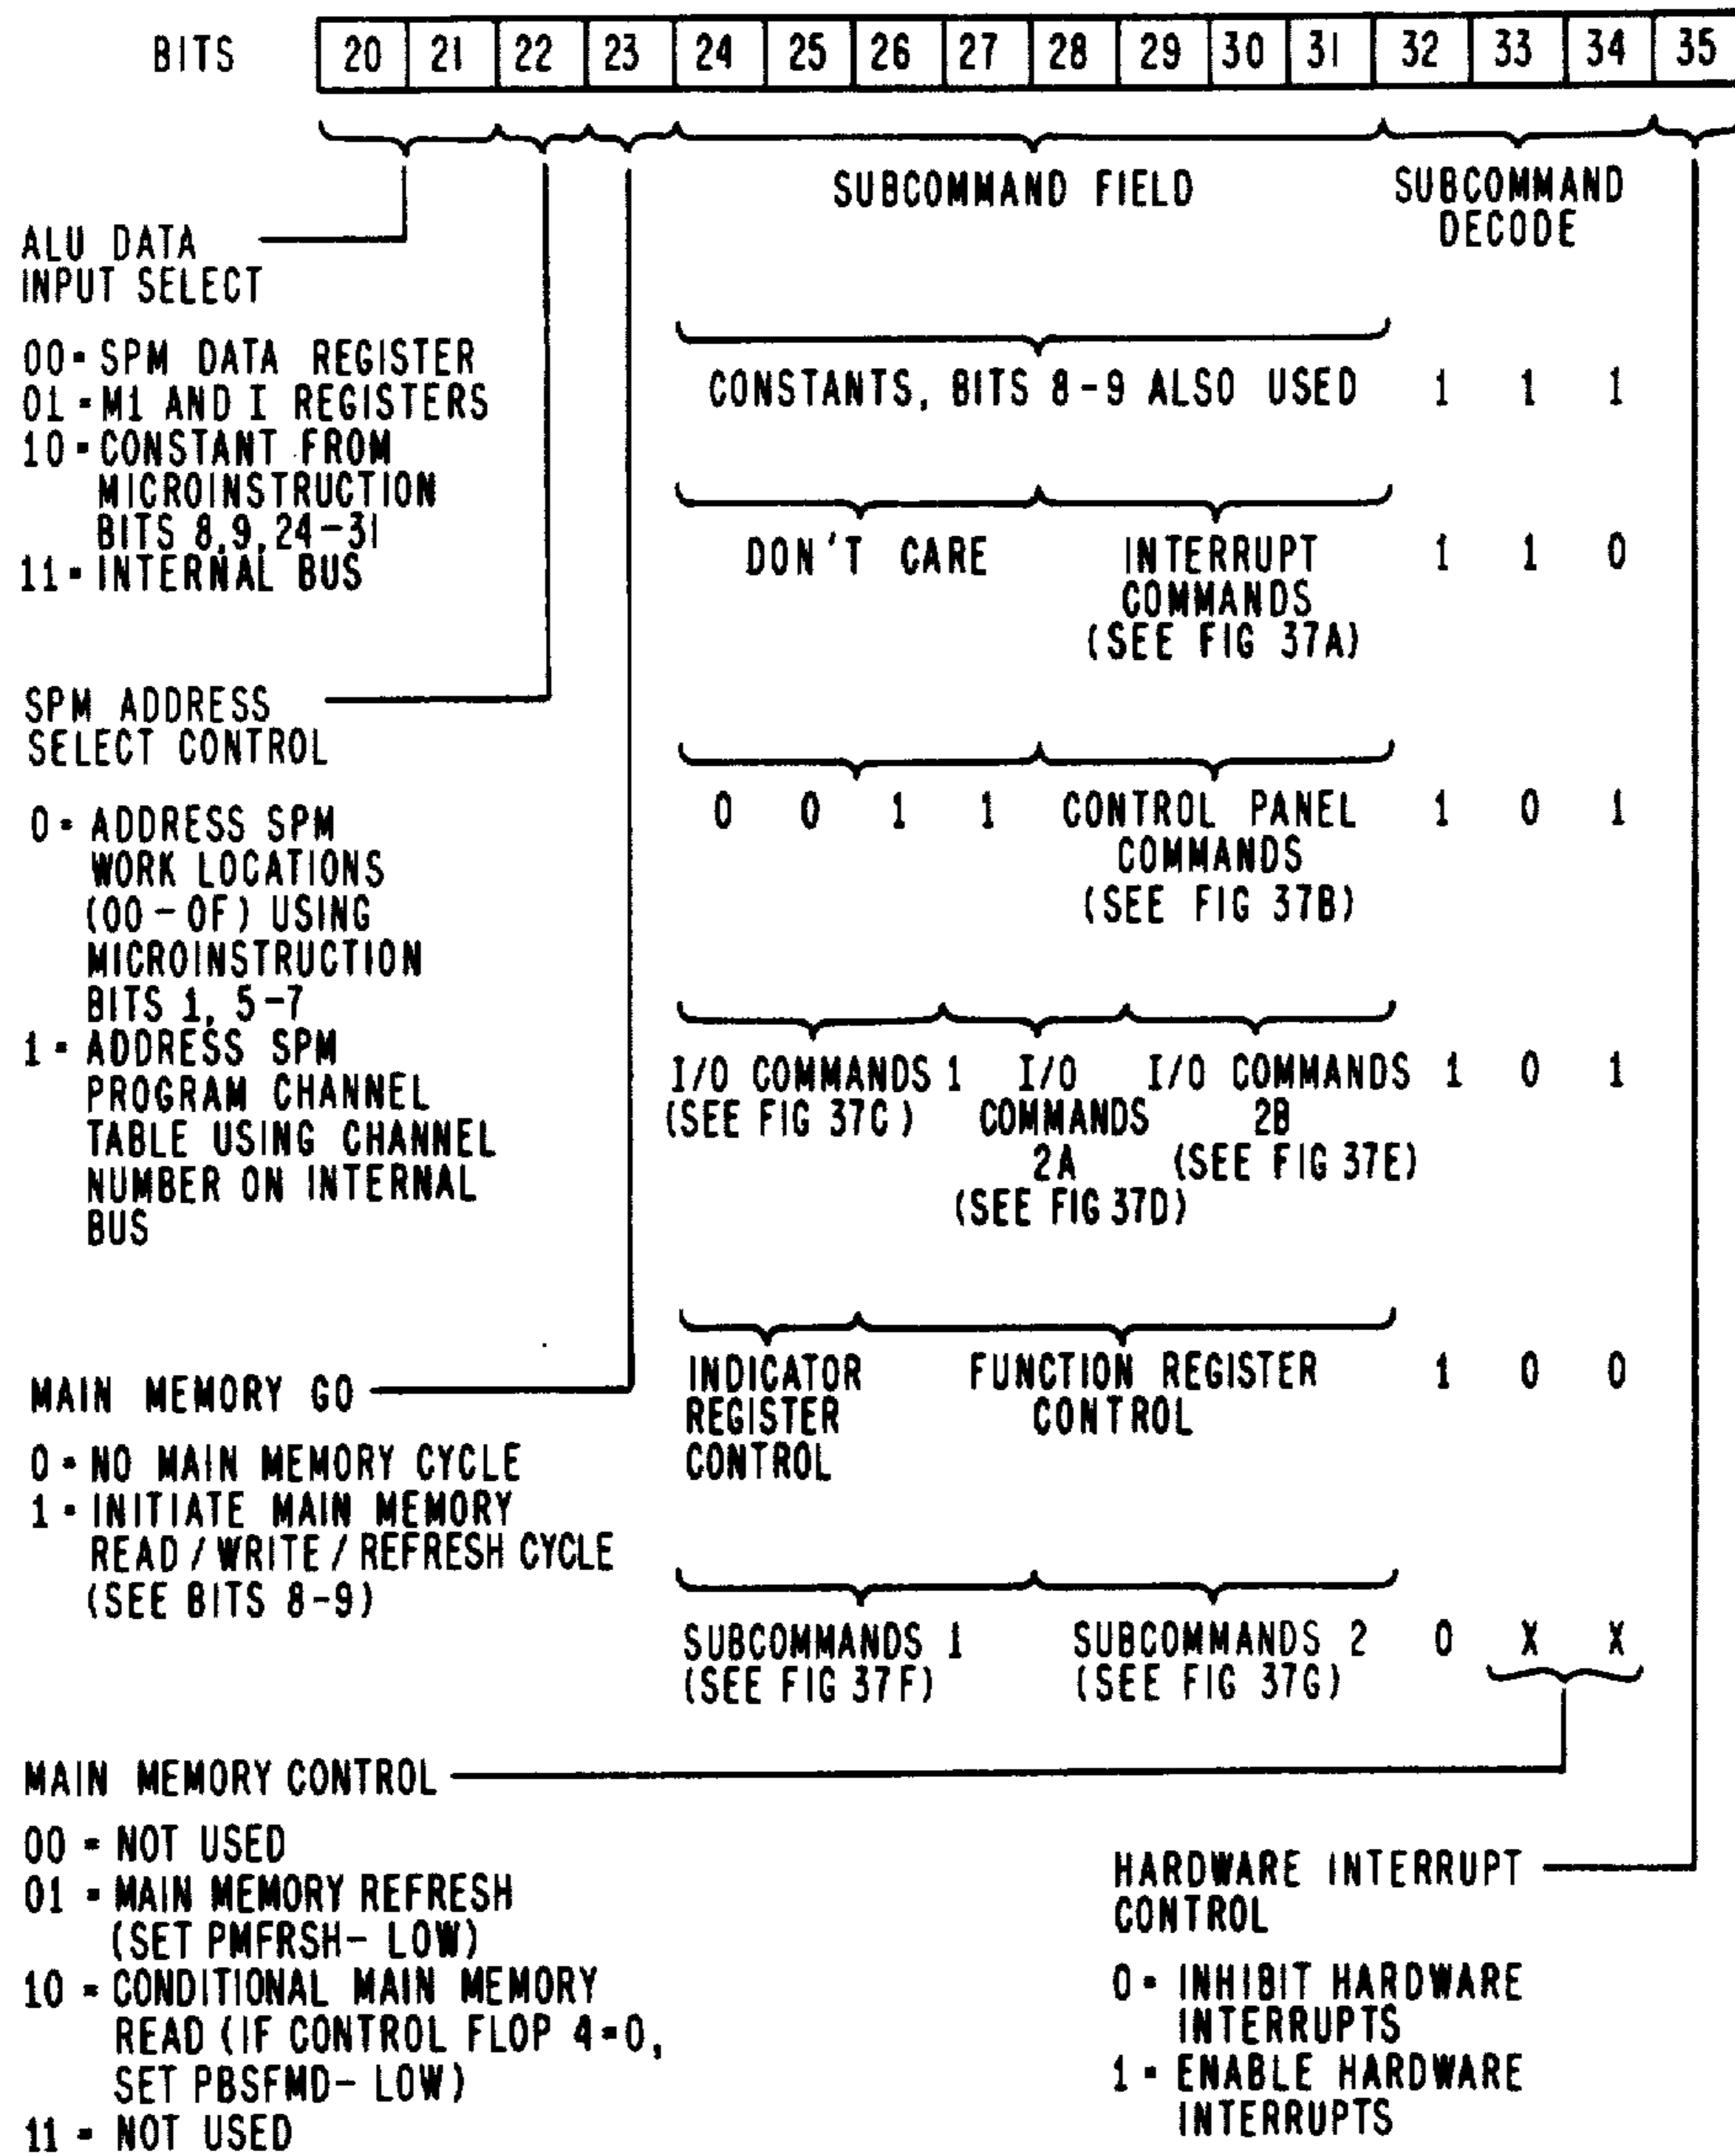 BITS 20 21 22 23 24 25 26 27 28 29 30 31 32 33 34 35
SUBCOMMAND FIELD
SUBCOMMAND
DECODE
ALU DATA
INPUT SELECT
00 = SPM DATA REGISTER
01 = M1 AND I REGISTERS
10 = CONSTANT FROM
MICROINSTRUCTION
BITS 8,9,24-31
11 = INTERNAL BUS
CONSTANTS, BITS 8-9 ALSO USED 1 1 1
DON'T CARE
INTERRUPT
COMMANDS
(SEE FIG 37A)
1 1 0
SPM ADDRESS
SELECT CONTROL
0 = ADDRESS SPM
WORK LOCATIONS
(00-0F) USING
MICROINSTRUCTION
BITS 1, 5-7
1 = ADDRESS SPM
PROGRAM CHANNEL
TABLE USING CHANNEL
NUMBER ON INTERNAL
BUS
0 0 1 1
CONTROL PANEL
COMMANDS
(SEE FIG 37B)
1 0 1
I/O COMMANDS 1
(SEE FIG 37C)
I/O
COMMANDS
2A
(SEE FIG 37D)
I/O COMMANDS
2B
(SEE FIG 37E)
1 0 1
MAIN MEMORY GO
0 = NO MAIN MEMORY CYCLE
1 = INITIATE MAIN MEMORY
READ / WRITE / REFRESH CYCLE
(SEE BITS 8-9)
INDICATOR
REGISTER
CONTROL
FUNCTION REGISTER
CONTROL
1 0 0
SUBCOMMANDS 1
(SEE FIG 37F)
SUBCOMMANDS 2
(SEE FIG 37G)
0 X X
MAIN MEMORY CONTROL
00 = NOT USED
01 = MAIN MEMORY REFRESH
(SET PMFRSH- LOW)
10 = CONDITIONAL MAIN MEMORY
READ (IF CONTROL FLOP 4=0,
SET PBSFMD- LOW)
11 = NOT USED
HARDWARE INTERRUPT
CONTROL
0 = INHIBIT HARDWARE
INTERRUPTS
1 = ENABLE HARDWARE
INTERRUPTS